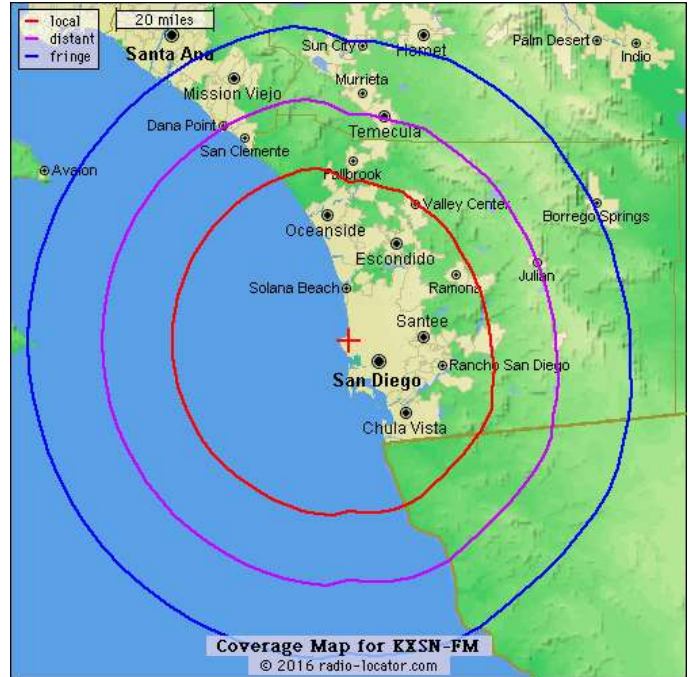 local
distant
fringe
20 miles
Santa Ana
Sun City
Hemet
Palm Desert
Indio
Mission Viejo
Murrieta
Dana Point
Temecula
San Clemente
Avalon
Fallbrook
Valley Center
Borrego Springs
Oceanside
Escondido
Julian
Solana Beach
Ramona
Santee
San Diego
Rancho San Diego
Chula Vista
Coverage Map for KXSN-FM
© 2016 radio-locator.com